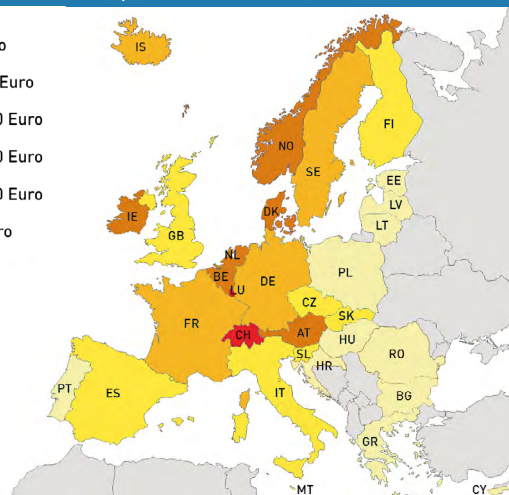 o
Euro
0 Euro
0 Euro
0 Euro
ro
IS
NO
FI
SE
EE
LV
LT
DK
IE
GB
NL
BE
LU
DE
PL
CZ
SK
FR
CH
AT
HU
SL
HR
RO
BG
PT
ES
IT
GR
MT
CY